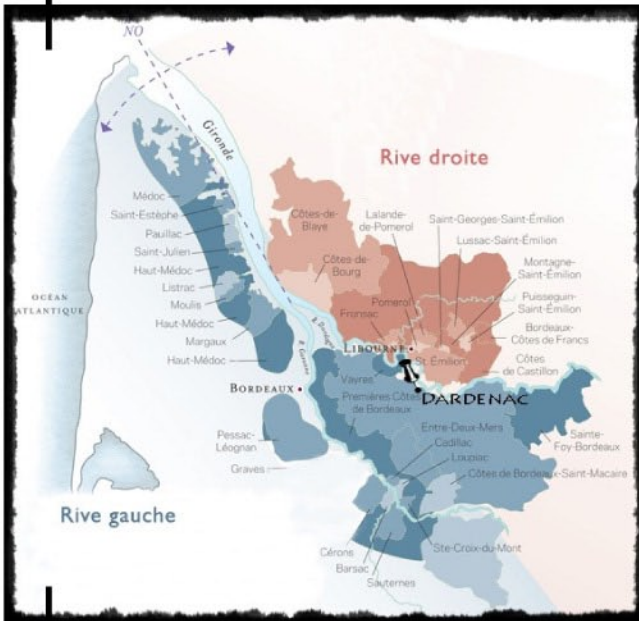 NO
Gironde
Rive droite
Médoc
Saint-Estèphe
Pauillac
Saint-Julien
Haut-Médoc
Listrac
Moulis
Haut-Médoc
Margaux
Haut-Médoc
OCÉAN
ATLANTIQUE
Côtes-de-
Blaye
Côtes-de-
Bourg
Lalande-
de-Pomerol
Saint-Georges-Saint-Émilion
Lussac-Saint-Émilion
Montagne-
Saint-Émilion
Puisseguin-
Saint-Émilion
Bordeaux-
Côtes de Francs
Côtes
de Castillon
Pomerol
Fronsac
LIBOURNE
St. Émilion
Vayres
DARDENAC
BORDEAUX
Premières Côtes
de Bordeaux
Entre-Deux-Mers
Cadillac
Loupiac
Sainte-
Foy-Bordeaux
Côtes de Bordeaux-Saint-Macaire
Pessac-
Léognan
Graves
Rive gauche
Cérons
Barsac
Sauternes
Ste-Croix-du-Mont